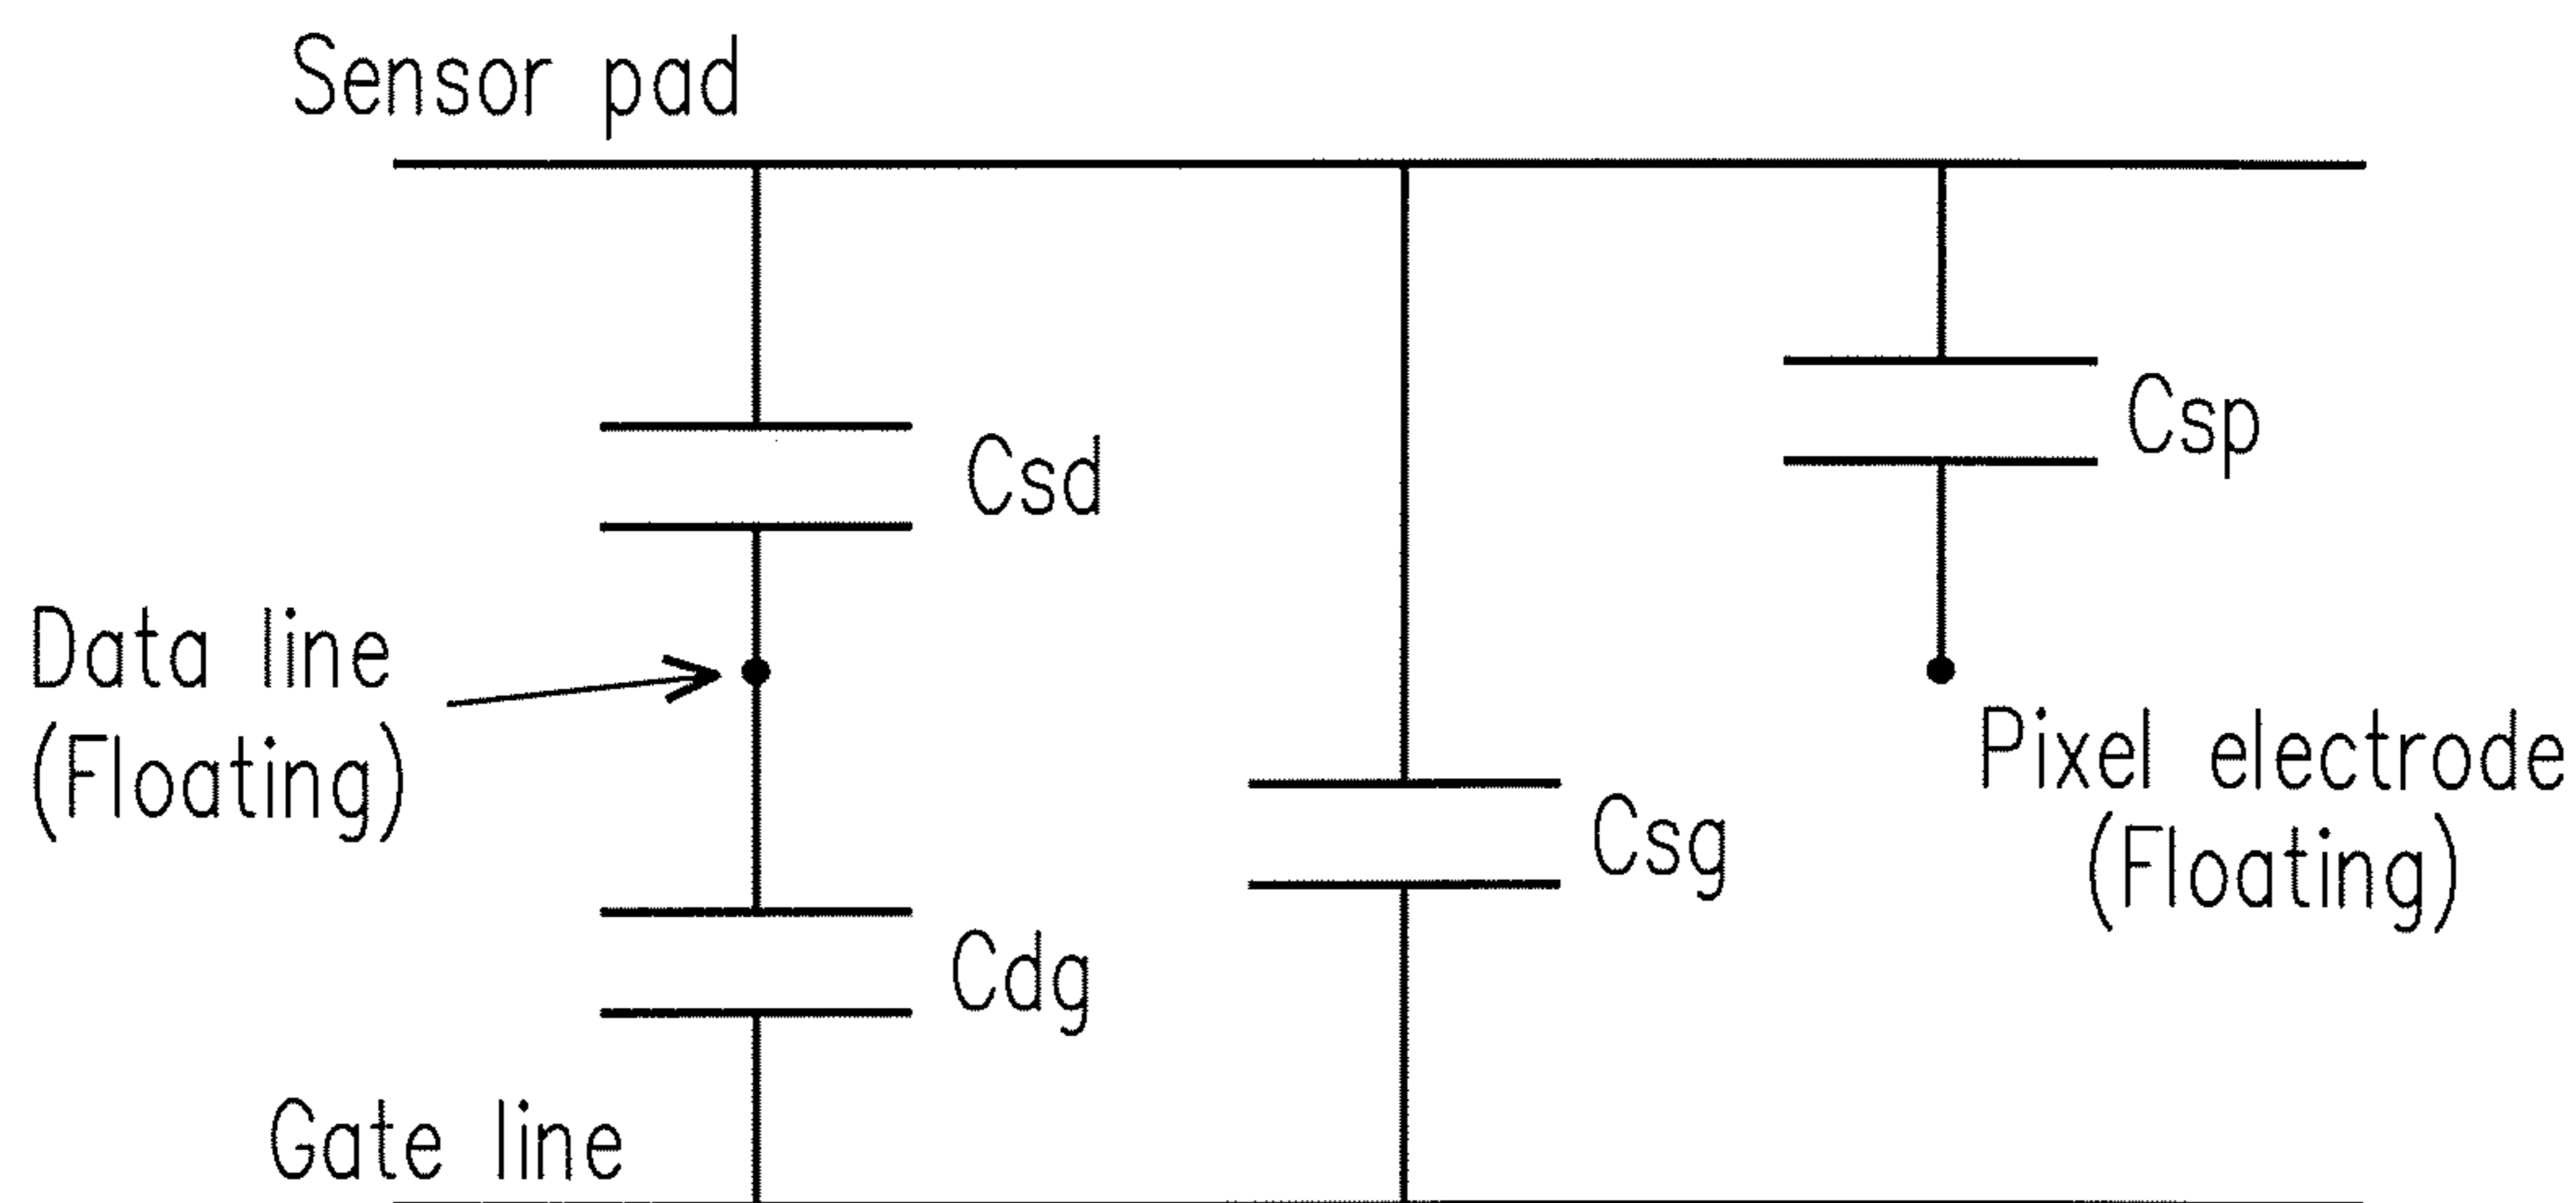 Sensor pad
Csd
Csp
Data line
(Floating)
Pixel electrode
(Floating)
Csg
Cdg
Gate line